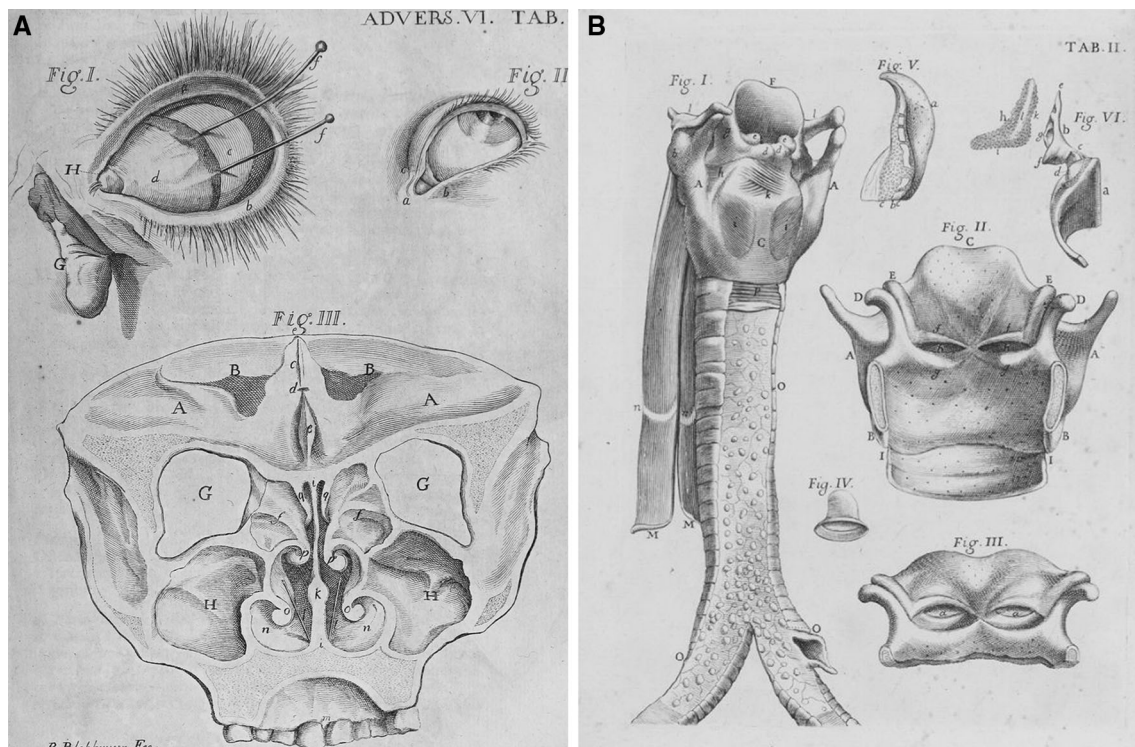 A
ADVERS. VI. TAB.
Fig. I.
Fig. II
f
f
H
c
d
b
G
c
a
b
Fig. III.
B
B
c
d
A
A
e
G
G
i
q
q
f
f
p
p
H
H
k
o
o
n
n
l
l
i
m
B
TAB. II.
Fig. I.
F
l
l
b
A
A
h
k
i
i
G
P
n
n
O
M
M
O
O
Fig. V.
a
c
b
h
l
k
i
e
Fig. VI.
g
b
f
c
d
a
Fig. II.
C
E
E
D
D
f
f
A
A
g
B
B
I
I
Fig. IV.
Fig. III.
a
a